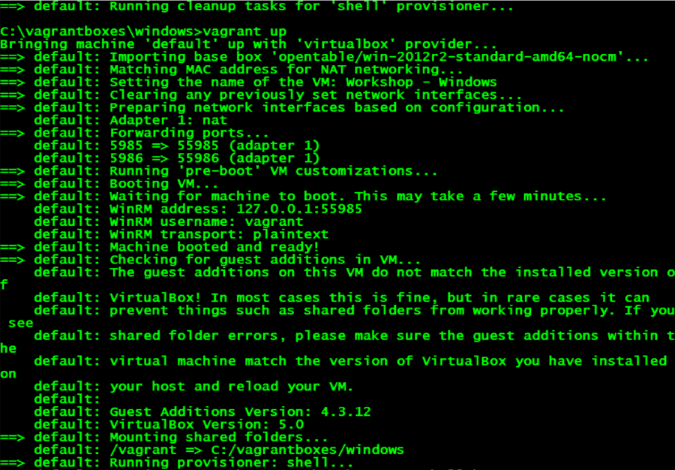 ==> default: Running cleanup tasks for 'shell' provisioner...
C:\vagrantboxes\windows>vagrant up
Bringing machine 'default' up with 'virtualbox' provider...
==> default: Importing base box 'opentable/win-2012r2-standard-amd64-nocm'...
==> default: Matching MAC address for NAT networking...
==> default: Setting the name of the VM: Workshop - Windows
==> default: Clearing any previously set network interfaces...
==> default: Preparing network interfaces based on configuration...
    default: Adapter 1: nat
==> default: Forwarding ports...
    default: 5985 => 55985 (adapter 1)
    default: 5986 => 55986 (adapter 1)
==> default: Running 'pre-boot' VM customizations...
==> default: Booting VM...
==> default: Waiting for machine to boot. This may take a few minutes...
    default: WinRM address: 127.0.0.1:55985
    default: WinRM username: vagrant
    default: WinRM transport: plaintext
==> default: Machine booted and ready!
==> default: Checking for guest additions in VM...
    default: The guest additions on this VM do not match the installed version o
f
    default: VirtualBox! In most cases this is fine, but in rare cases it can
    default: prevent things such as shared folders from working properly. If you
 see
    default: shared folder errors, please make sure the guest additions within t
he
    default: virtual machine match the version of VirtualBox you have installed
on
    default: your host and reload your VM.
    default:
    default: Guest Additions Version: 4.3.12
    default: VirtualBox Version: 5.0
==> default: Mounting shared folders...
    default: /vagrant => C:/vagrantboxes/windows
==> default: Running provisioner: shell...